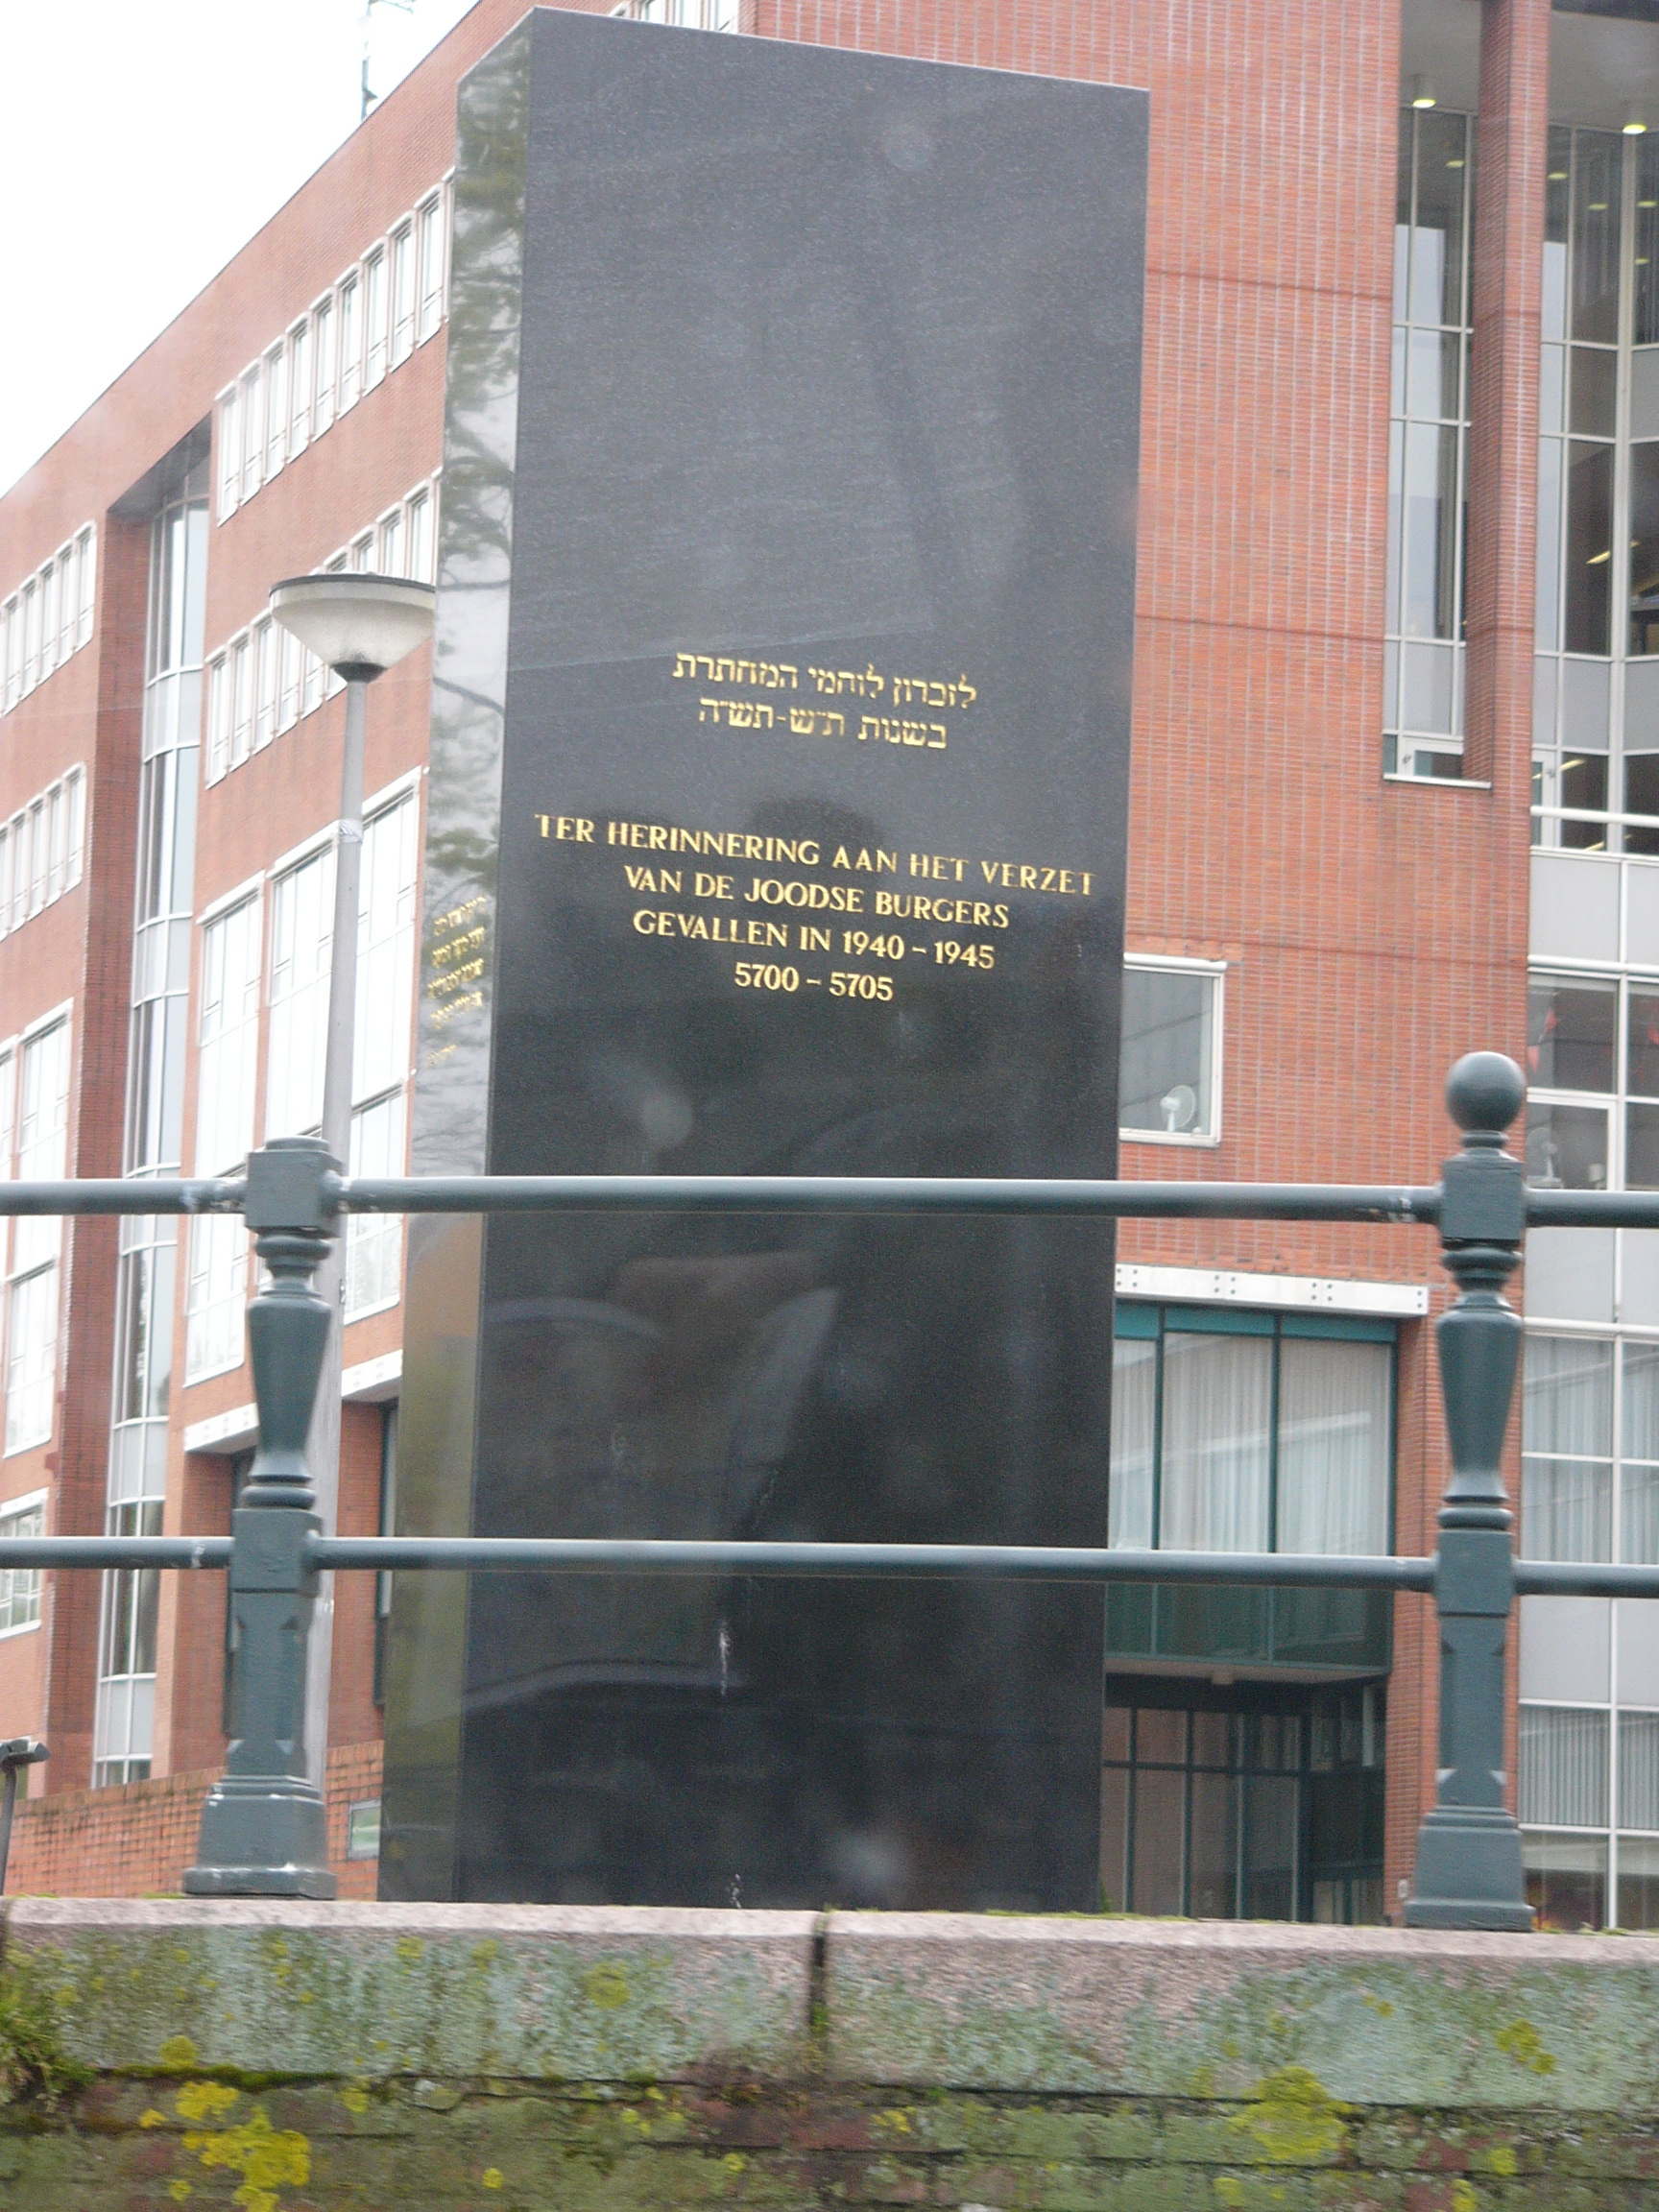 לזכרון לוחמי המחתרת
בשנות ת״ש-תש״ה
TER HERINNERING AAN HET VERZET
VAN DE JOODSE BURGERS
GEVALLEN IN 1940 – 1945
5700 – 5705